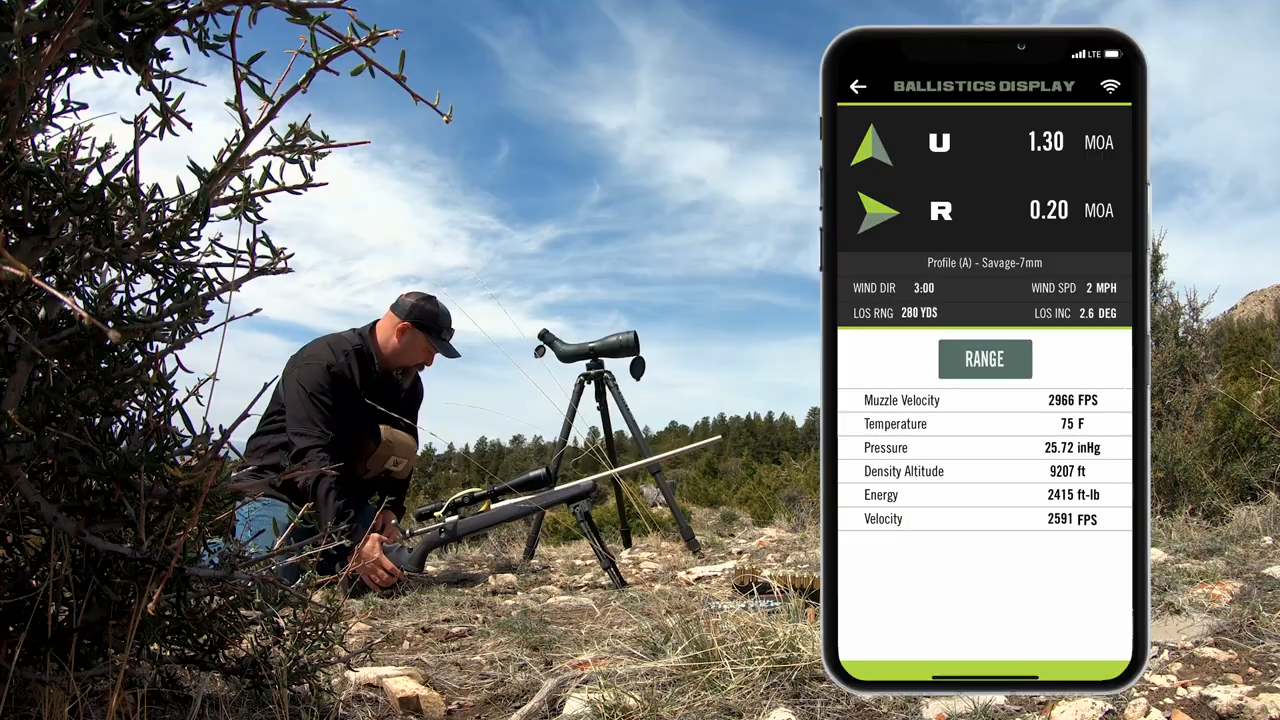 LTE
BALLISTICS DISPLAY
U 1.30 MOA
R 0.20 MOA
Profile (A) - Savage-7mm
WIND DIR 3:00 WIND SPD 2 MPH
LOS RNG 280 YDS LOS INC 2.6 DEG
RANGE
Muzzle Velocity 2966 FPS
Temperature 75 F
Pressure 25.72 inHg
Density Altitude 9207 ft
Energy 2415 ft-lb
Velocity 2591 FPS